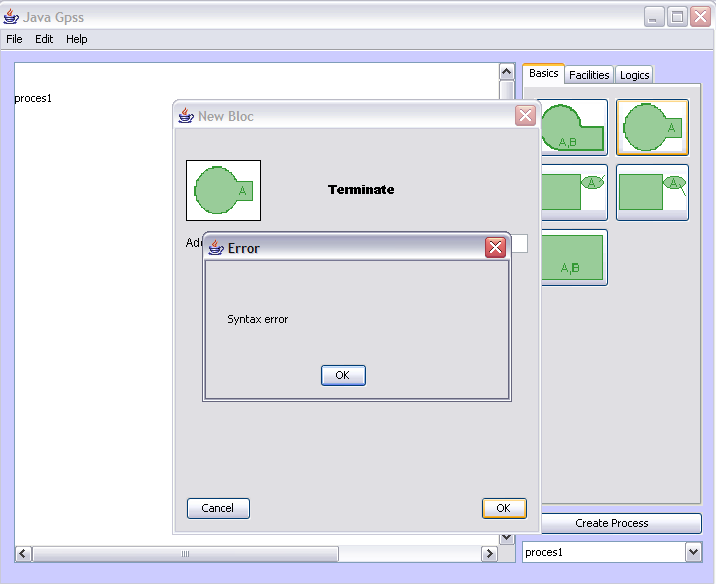 Java Gpss
File Edit Help
Basics Facilities Logics
proces1
New Bloc
A,B
A
A
Terminate
A
A
Error
A,B
Syntax error
OK
Cancel
OK
Create Process
proces1